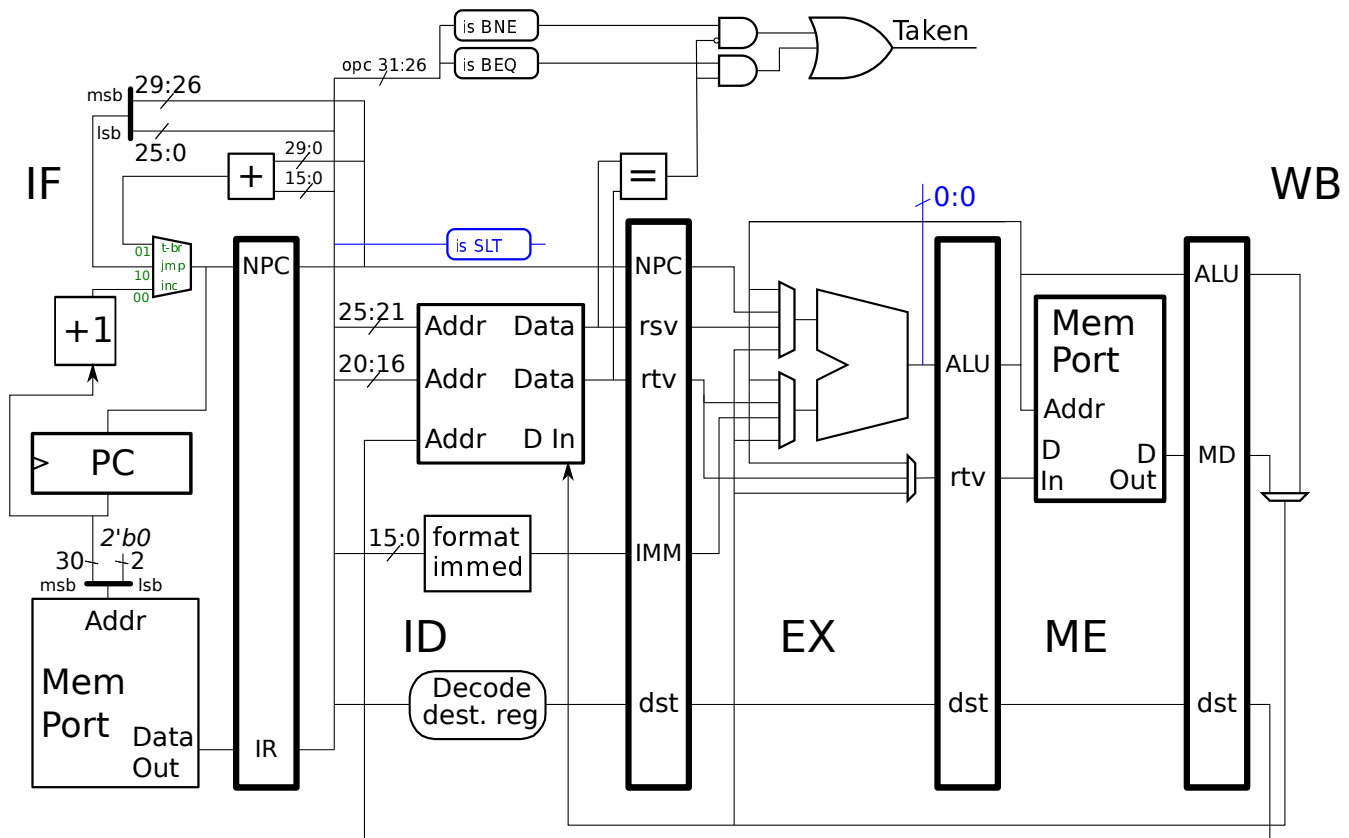 is BNE
Taken
opc 31:26
is BEQ
29:26
msb
lsb
25:0
29:0
+
15:0
=
IF
WB
0:0
is SLT
01
t-br
10
jmp
00
inc
NPC
NPC
ALU
+1
25:21
Addr
Data
rsv
Mem
Port
20:16
Addr
Data
rtv
ALU
Addr
Addr
D In
D
In
D
Out
MD
PC
rtv
2'b0
30
2
msb
lsb
15:0
format
immed
IMM
Addr
ID
EX
ME
Mem
Port
Data
Out
IR
Decode
dest. reg
dst
dst
dst